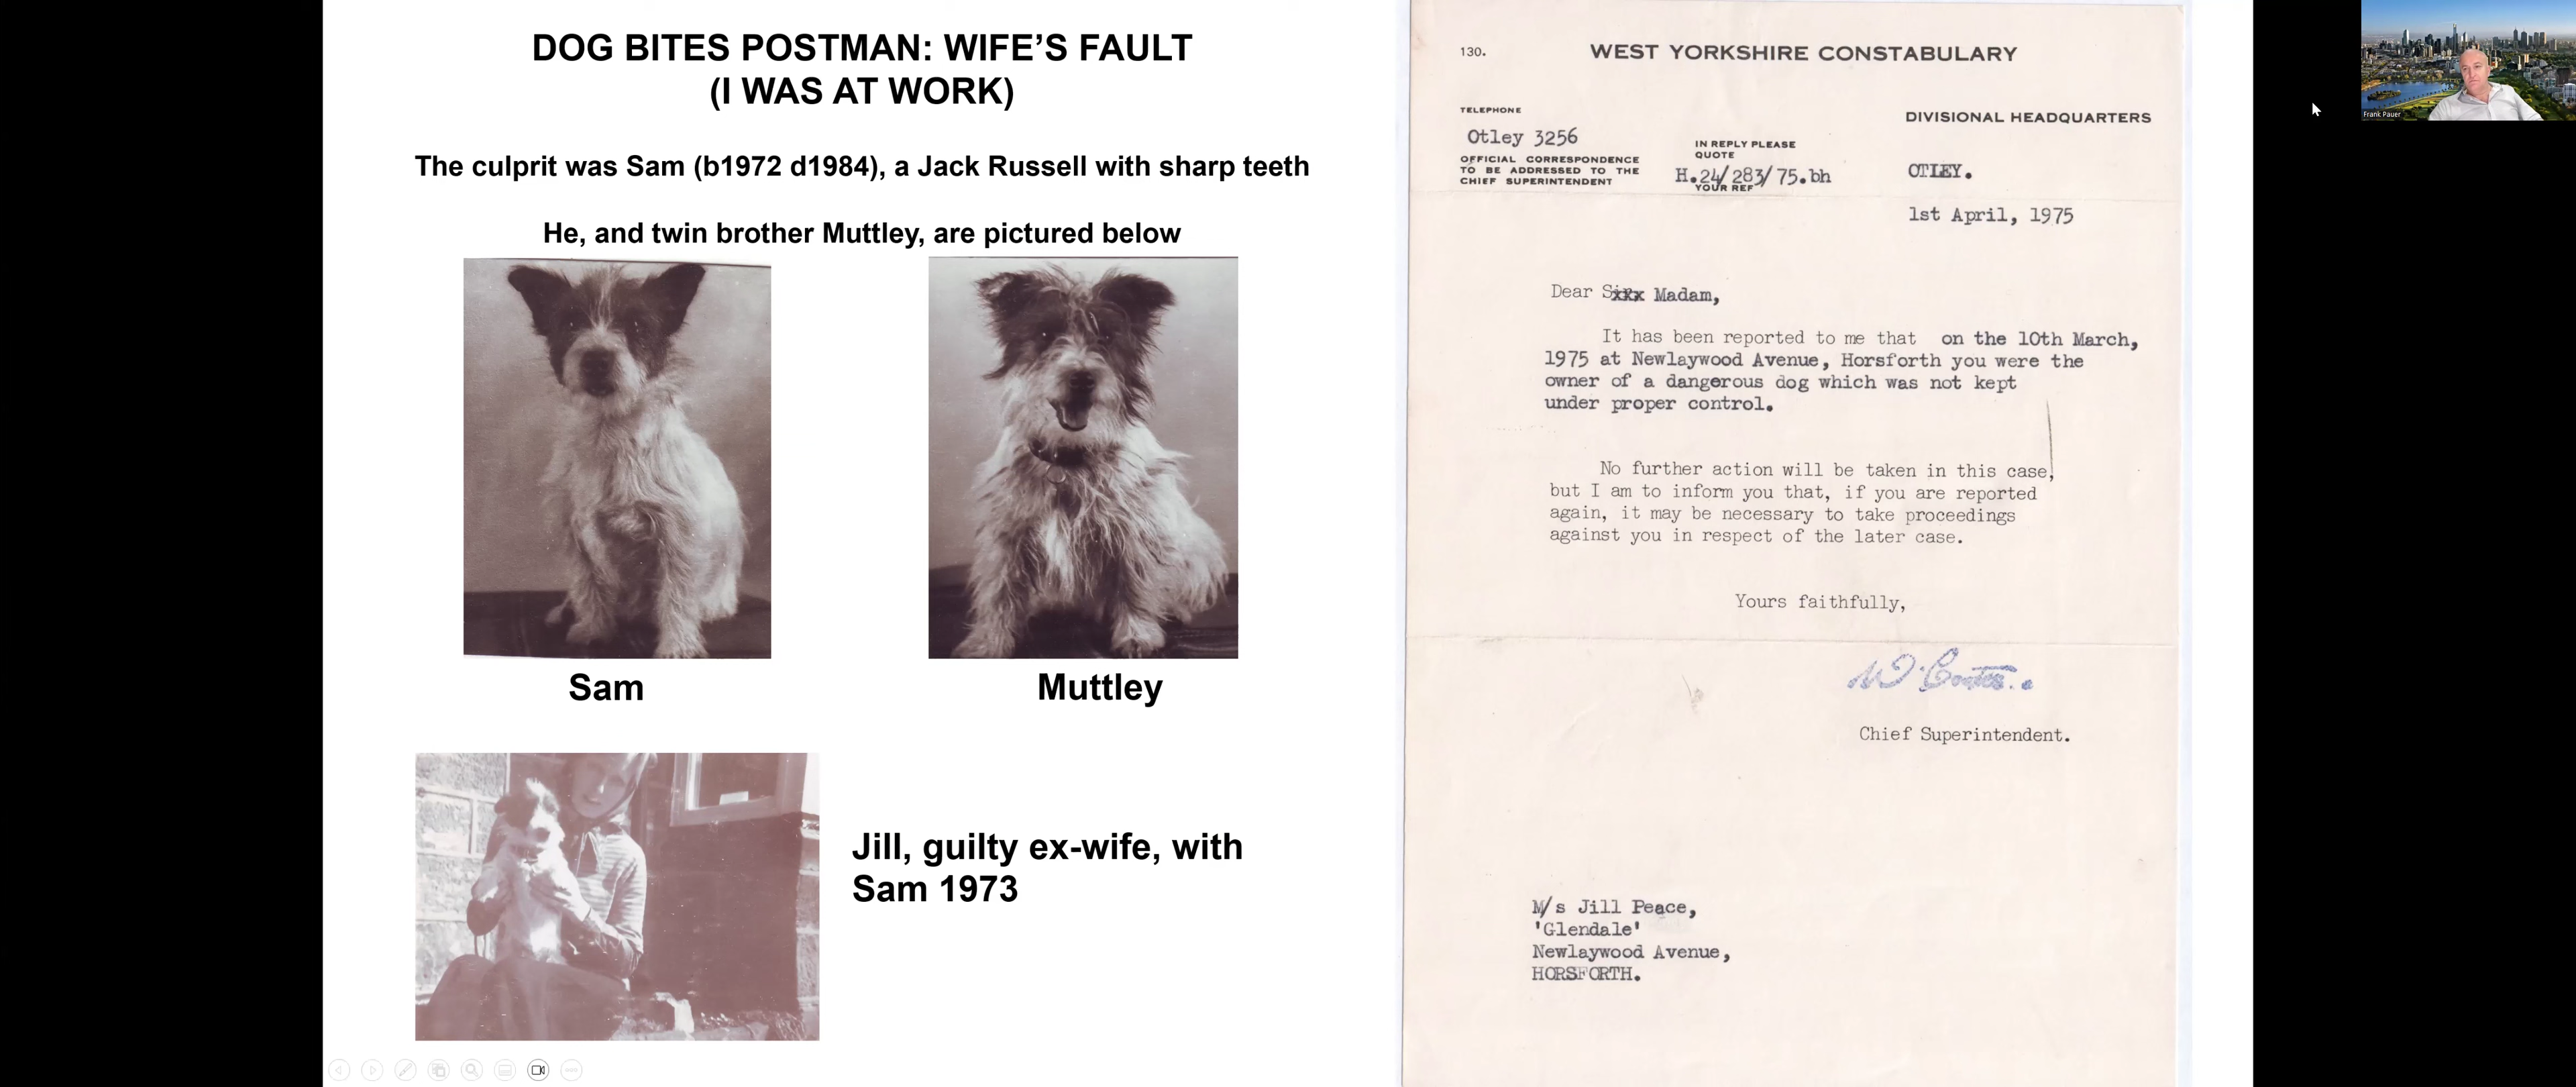 DOG BITES POSTMAN: WIFE’S FAULT
(I WAS AT WORK)
The culprit was Sam (b1972 d1984), a Jack Russell with sharp teeth
He, and twin brother Muttley, are pictured below
Sam
Muttley
Jill, guilty ex-wife, with
Sam 1973
130.
WEST YORKSHIRE CONSTABULARY
TELEPHONE
Otley 3256
OFFICIAL CORRESPONDENCE
TO BE ADDRESSED TO THE
CHIEF SUPERINTENDENT
IN REPLY PLEASE
QUOTE
H.24/283/75.bh
YOUR REF
DIVISIONAL HEADQUARTERS
OTLEY.
1st April, 1975
Dear Sixxx Madam,
It has been reported to me that on the 10th March,
1975 at Newlaywood Avenue, Horsforth you were the
owner of a dangerous dog which was not kept
under proper control.
No further action will be taken in this case,
but I am to inform you that, if you are reported
again, it may be necessary to take proceedings
against you in respect of the later case.
Yours faithfully,
W. Coates.
Chief Superintendent.
M/s Jill Peace,
'Glendale'
Newlaywood Avenue,
HORSFORTH.
Frank Pauer